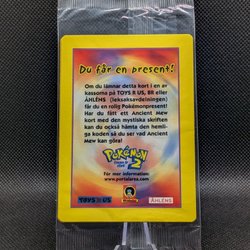 Du får en present!
Om du lämnar detta kort i en av
kassorna på TOYS R US, BR eller
ÅHLÉNS (leksaksavdelningen)
får du en rolig Pokémonpresent!
Har du fått ett Ancient Mew
kort med den mystiska skriften
kan du också hämta den hemli-
ga koden så du ser vad Ancient
Mew kan göra!
POKÉMON
2
För mer information:
www.portalarea.com
TOYS R US
ÅHLÉNS